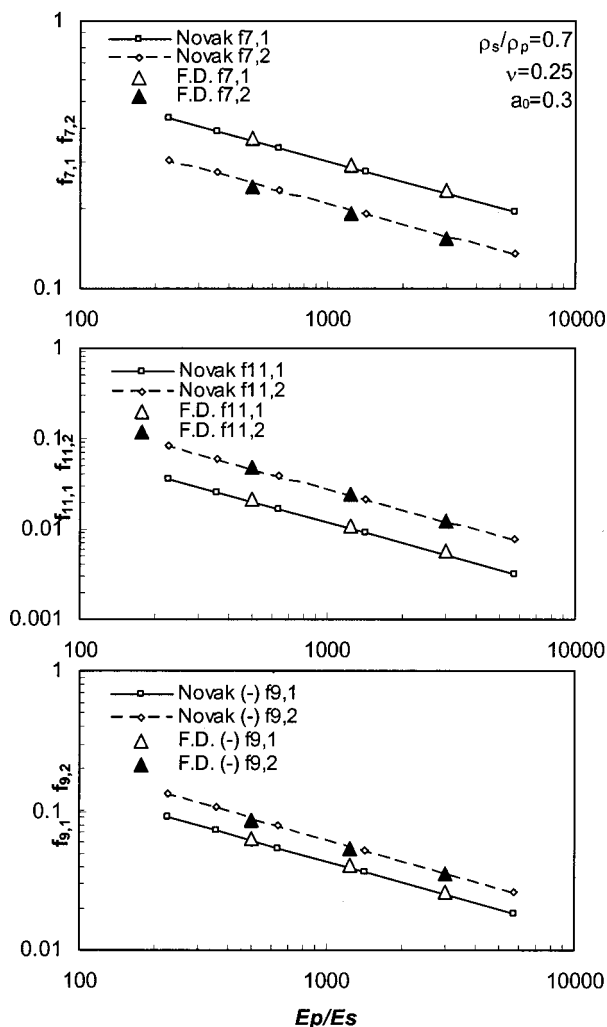 1
Novak f7,1
Novak f7,2
F.D. f7,1
F.D. f7,2
ρs/ρp=0.7
ν=0.25
a0=0.3
f7,1 f7,2
0.1
100
1000
10000
1
Novak f11,1
Novak f11,2
F.D. f11,1
F.D. f11,2
0.1
f11,1 f11,2
0.01
0.001
100
1000
10000
1
Novak (-) f9,1
Novak (-) f9,2
F.D. (-) f9,1
F.D. (-) f9,2
0.1
f9,1 f9,2
0.01
100
1000
10000
Ep/Es